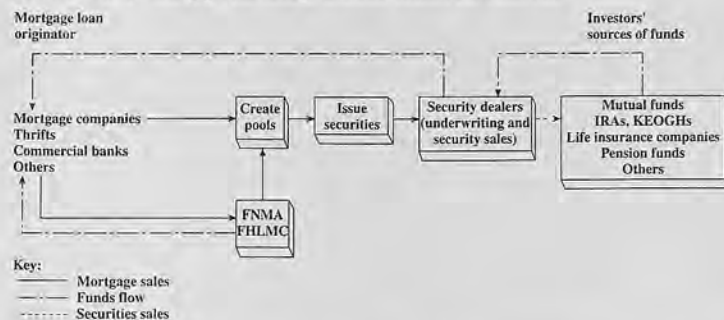 Mortgage loan
originator
Investors'
sources of funds
Mortgage companies
Thrifts
Commercial banks
Others
Create
pools
Issue
securities
Security dealers
(underwriting and
security sales)
Mutual funds
IRAs, KEOGHs
Life insurance companies
Pension funds
Others
FNMA
FHLMC
Key:
Mortgage sales
Funds flow
Securities sales